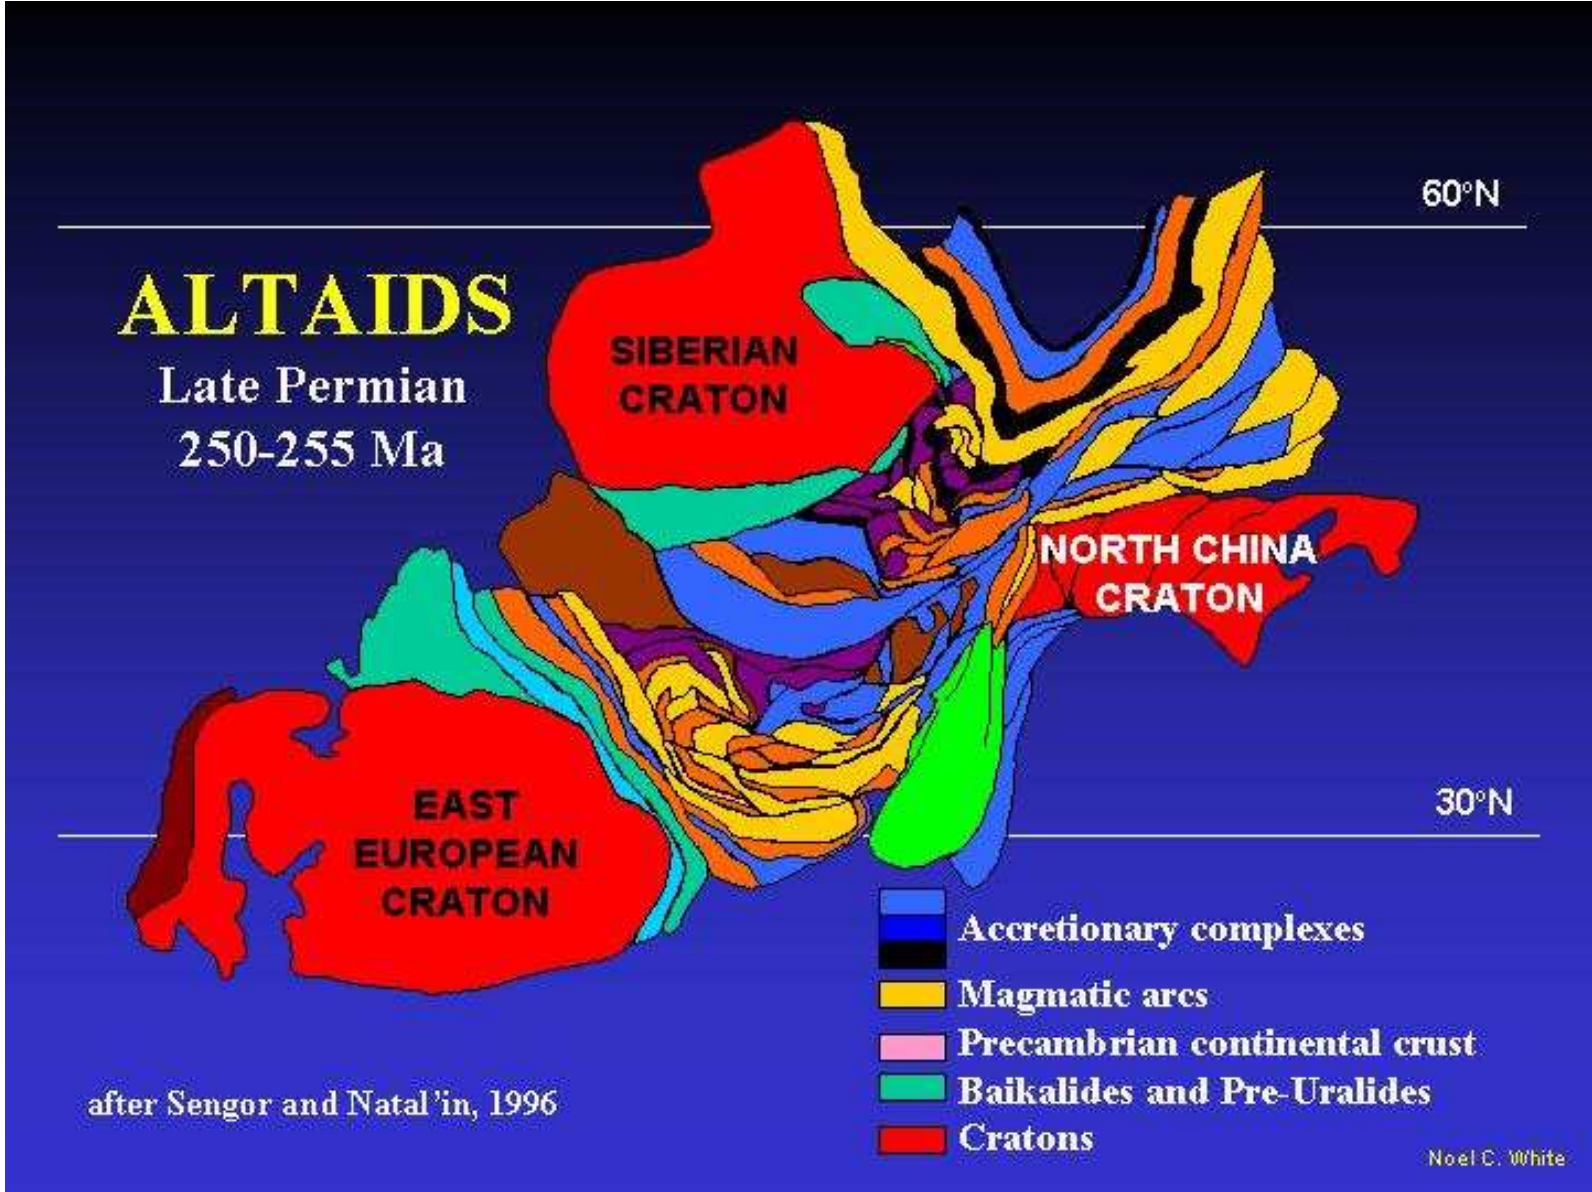 60°N
ALTAIDS
Late Permian
250-255 Ma
SIBERIAN
CRATON
NORTH CHINA
CRATON
30°N
EAST
EUROPEAN
CRATON
Accretionary complexes
Magmatic arcs
Precambrian continental crust
Baikalides and Pre-Uralides
Cratons
after Sengor and Natal'in, 1996
Noel C. White